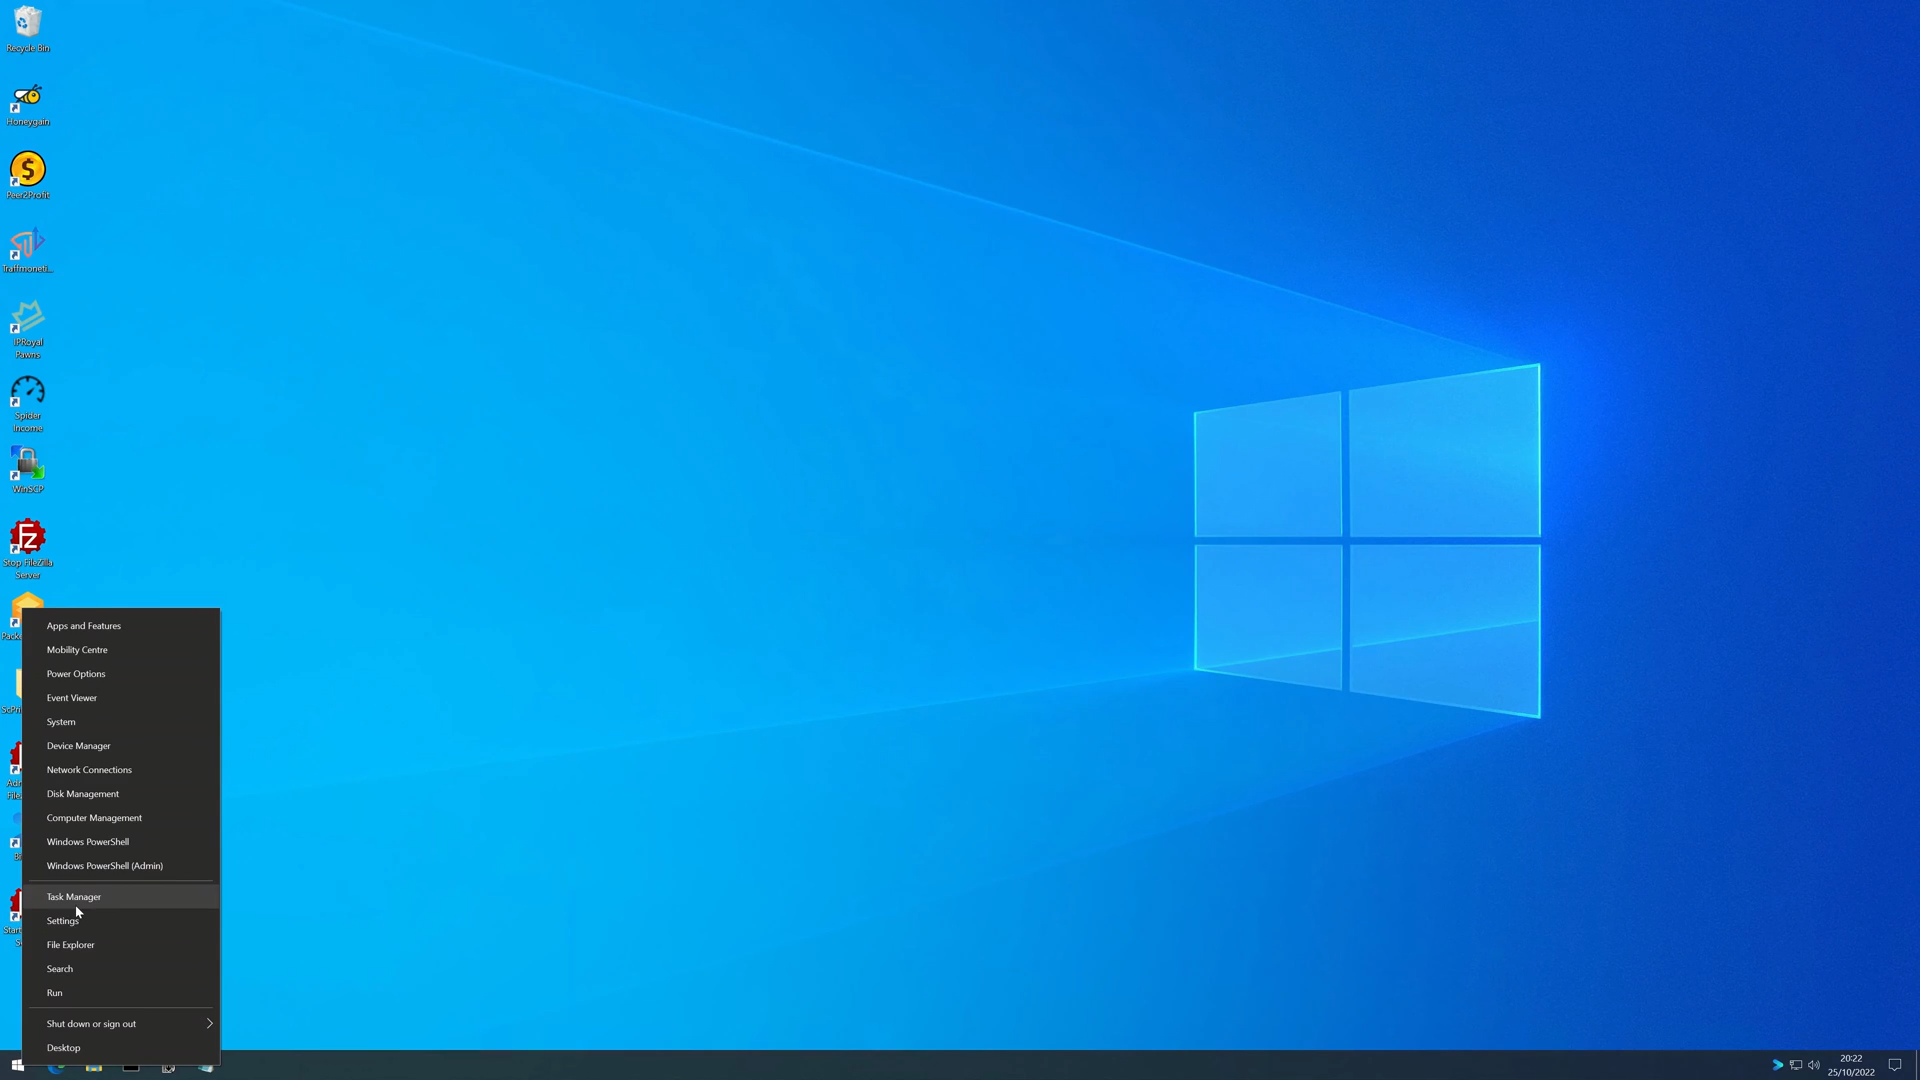 Recycle Bin
Honeygain
Peer2Profit
Traffmoneti...
IPRoyal
Pawns
Spider
Income
WinSCP
Stop FileZilla
Server
Apps and Features
Mobility Centre
Power Options
Event Viewer
System
Device Manager
Network Connections
Disk Management
Computer Management
Windows PowerShell
Windows PowerShell (Admin)
Task Manager
Settings
File Explorer
Search
Run
Shut down or sign out
Desktop
20:22
25/10/2022